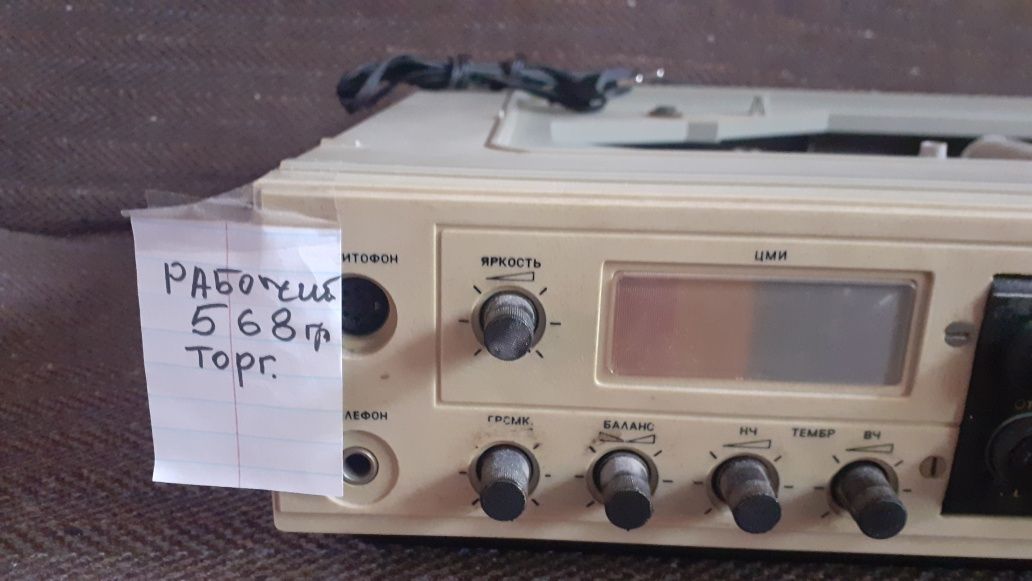 РАБОЧИЙ
568гр
торг.
ИТОФОН
ЯРКОСТЬ
ЦМИ
ЛЕФОН
ГРОМК.
БАЛАНС
НЧ ТЕМБР ВЧ